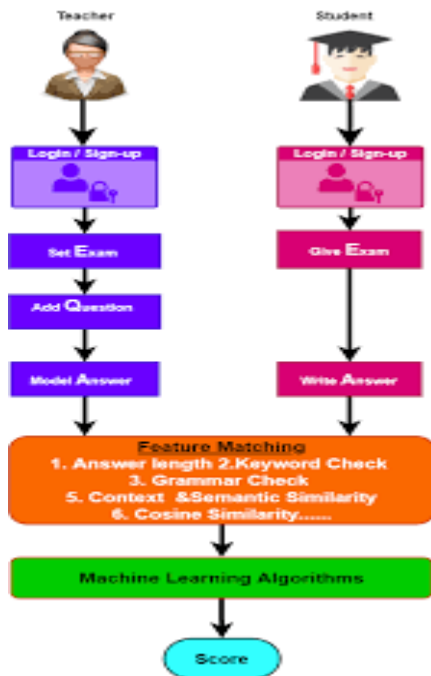 Teacher
Student
Login / Sign-up
Login / Sign-up
Set Exam
Give Exam
Add Question
Model Answer
Write Answer
Feature Matching
1. Answer length 2.Keyword Check
3. Grammar Check
5. Context &Semantic Similarity
6. Cosine Similarity......
Machine Learning Algorithms
Score